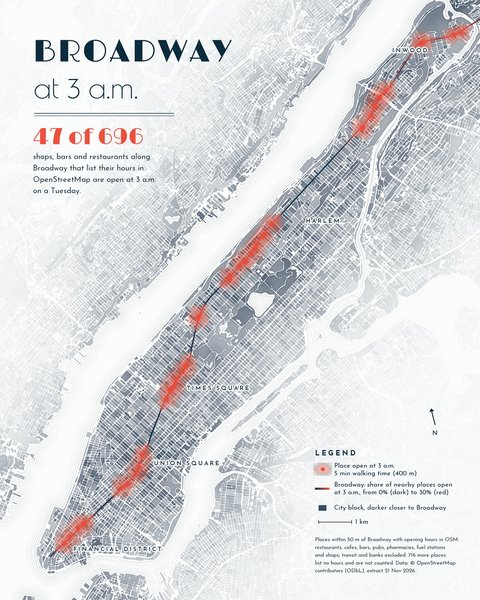 BROADWAY
at 3 a.m.
47 of 696
shops, bars and restaurants along
Broadway that list their hours in
OpenStreetMap are open at 3 a.m.
on a Tuesday.
INWOOD
HARLEM
TIMES SQUARE
UNION SQUARE
FINANCIAL DISTRICT
N
LEGEND
Place open at 3 a.m.
5 min walking time (400 m)
Broadway: share of nearby places open
at 3 a.m., from 0% (dark) to 30% (red)
City block, darker closer to Broadway
1 km
Places within 50 m of Broadway with opening hours in OSM:
restaurants, cafes, bars, pubs, pharmacies, fuel stations
and shops; transit and banks excluded. 716 more places
list no hours and are not counted. Data: © OpenStreetMap
contributors (ODbL), extract 21 Nov 2026.